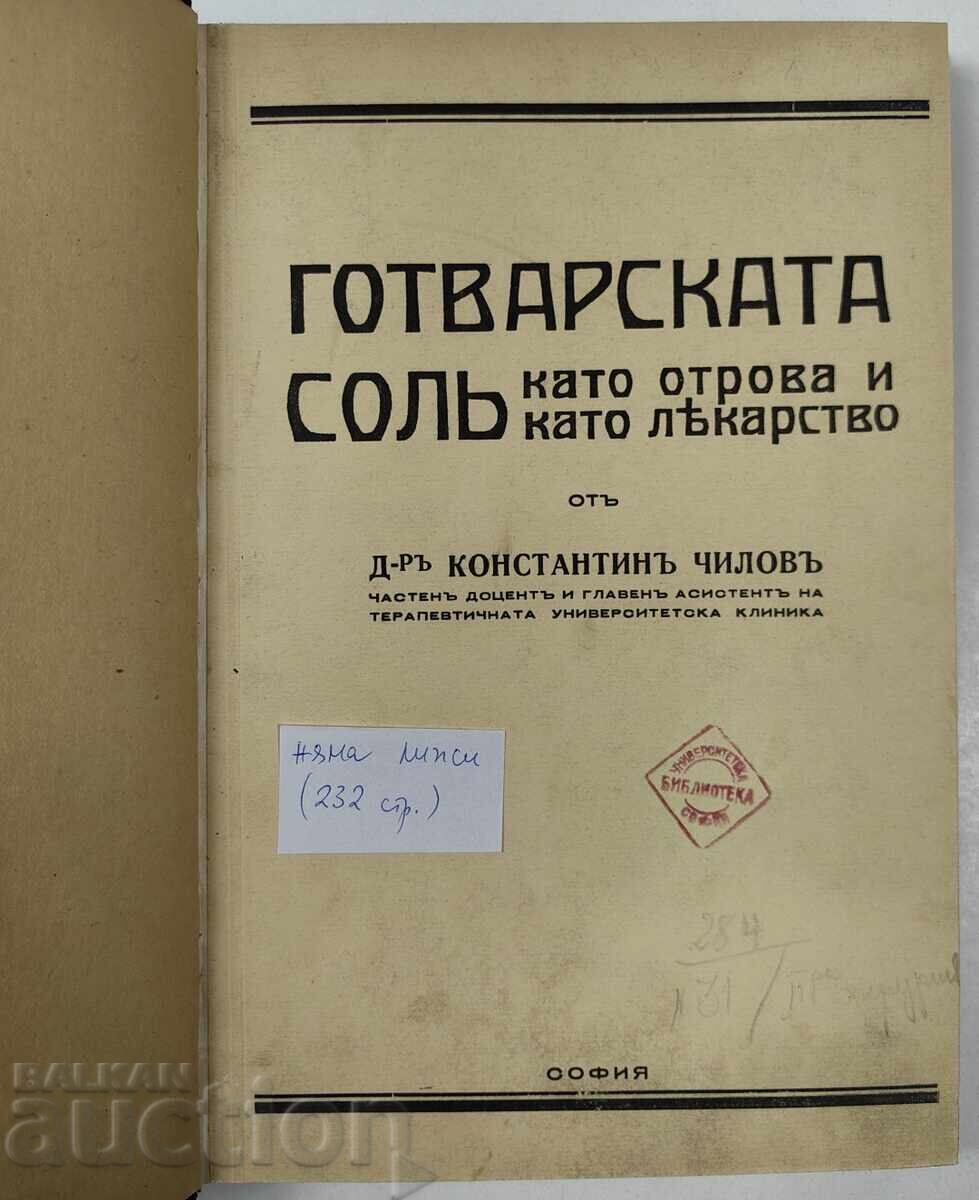 ГОТВАРСКАТА
СОЛЬ като отрова и
като лѣкарство
отъ
Д-ръ КОНСТАНТИНЪ ЧИЛОВЪ
ЧАСТЕНЪ ДОЦЕНТЪ И ГЛАВЕНЪ АСИСТЕНТЪ НА
ТЕРАПЕВТИЧНАТА УНИВЕРСИТЕТСКА КЛИНИКА
няма липси
(232 стр.)
УНИВЕРСИТЕТСКА
БИБЛИОТЕКА
СОФИЯ
284
СОФИЯ
BALKAN
auction